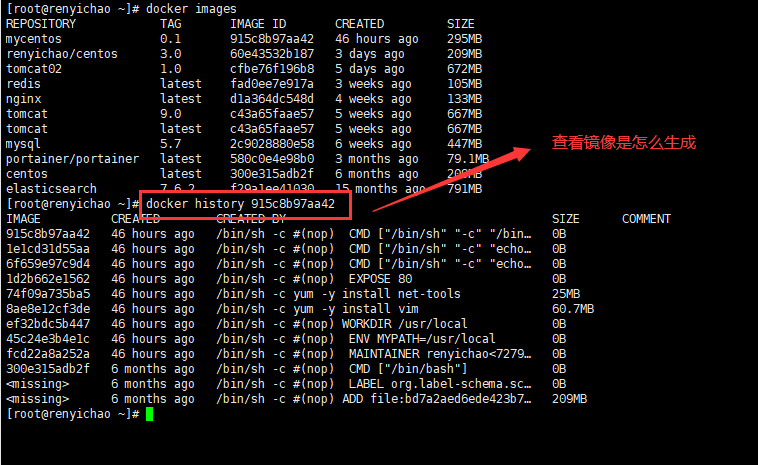 [root@renyichao ~]# docker images
REPOSITORY TAG IMAGE ID CREATED SIZE
mycentos 0.1 915c8b97aa42 46 hours ago 295MB
renyichao/centos 3.0 60e43532b187 3 days ago 209MB
tomcat02 1.0 cfbe76f196b8 5 days ago 672MB
redis latest fad0ee7e917a 3 weeks ago 105MB
nginx latest d1a364dc548d 4 weeks ago 133MB
tomcat 9.0 c43a65faae57 5 weeks ago 667MB
tomcat latest c43a65faae57 5 weeks ago 667MB
mysql 5.7 2c9028880e58 6 weeks ago 447MB
portainer/portainer latest 580c0e4e98b0 3 months ago 79.1MB
centos latest 300e315adb2f 6 months ago 209MB
elasticsearch 7.6.2 f29a1ee41030 15 months ago 791MB
查看镜像是怎么生成
[root@renyichao ~]# docker history 915c8b97aa42
IMAGE CREATED CREATED BY SIZE COMMENT
915c8b97aa42 46 hours ago /bin/sh -c #(nop) CMD ["/bin/sh" "-c" "/bin… 0B
1e1cd31d55aa 46 hours ago /bin/sh -c #(nop) CMD ["/bin/sh" "-c" "echo… 0B
6f659e97c9d4 46 hours ago /bin/sh -c #(nop) CMD ["/bin/sh" "-c" "echo… 0B
1d2b662e1562 46 hours ago /bin/sh -c #(nop) EXPOSE 80 0B
74f09a735ba5 46 hours ago /bin/sh -c yum -y install net-tools 25MB
8ae8e12cf3de 46 hours ago /bin/sh -c yum -y install vim 60.7MB
ef32bdc5b447 46 hours ago /bin/sh -c #(nop) WORKDIR /usr/local 0B
45c24e3b4e1c 46 hours ago /bin/sh -c #(nop) ENV MYPATH=/usr/local 0B
fcd22a8a252a 46 hours ago /bin/sh -c #(nop) MAINTAINER renyichao<7279… 0B
300e315adb2f 6 months ago /bin/sh -c #(nop) CMD ["/bin/bash"] 0B
<missing> 6 months ago /bin/sh -c #(nop) LABEL org.label-schema.sc… 0B
<missing> 6 months ago /bin/sh -c #(nop) ADD file:bd7a2aed6ede423b7… 209MB
[root@renyichao ~]#